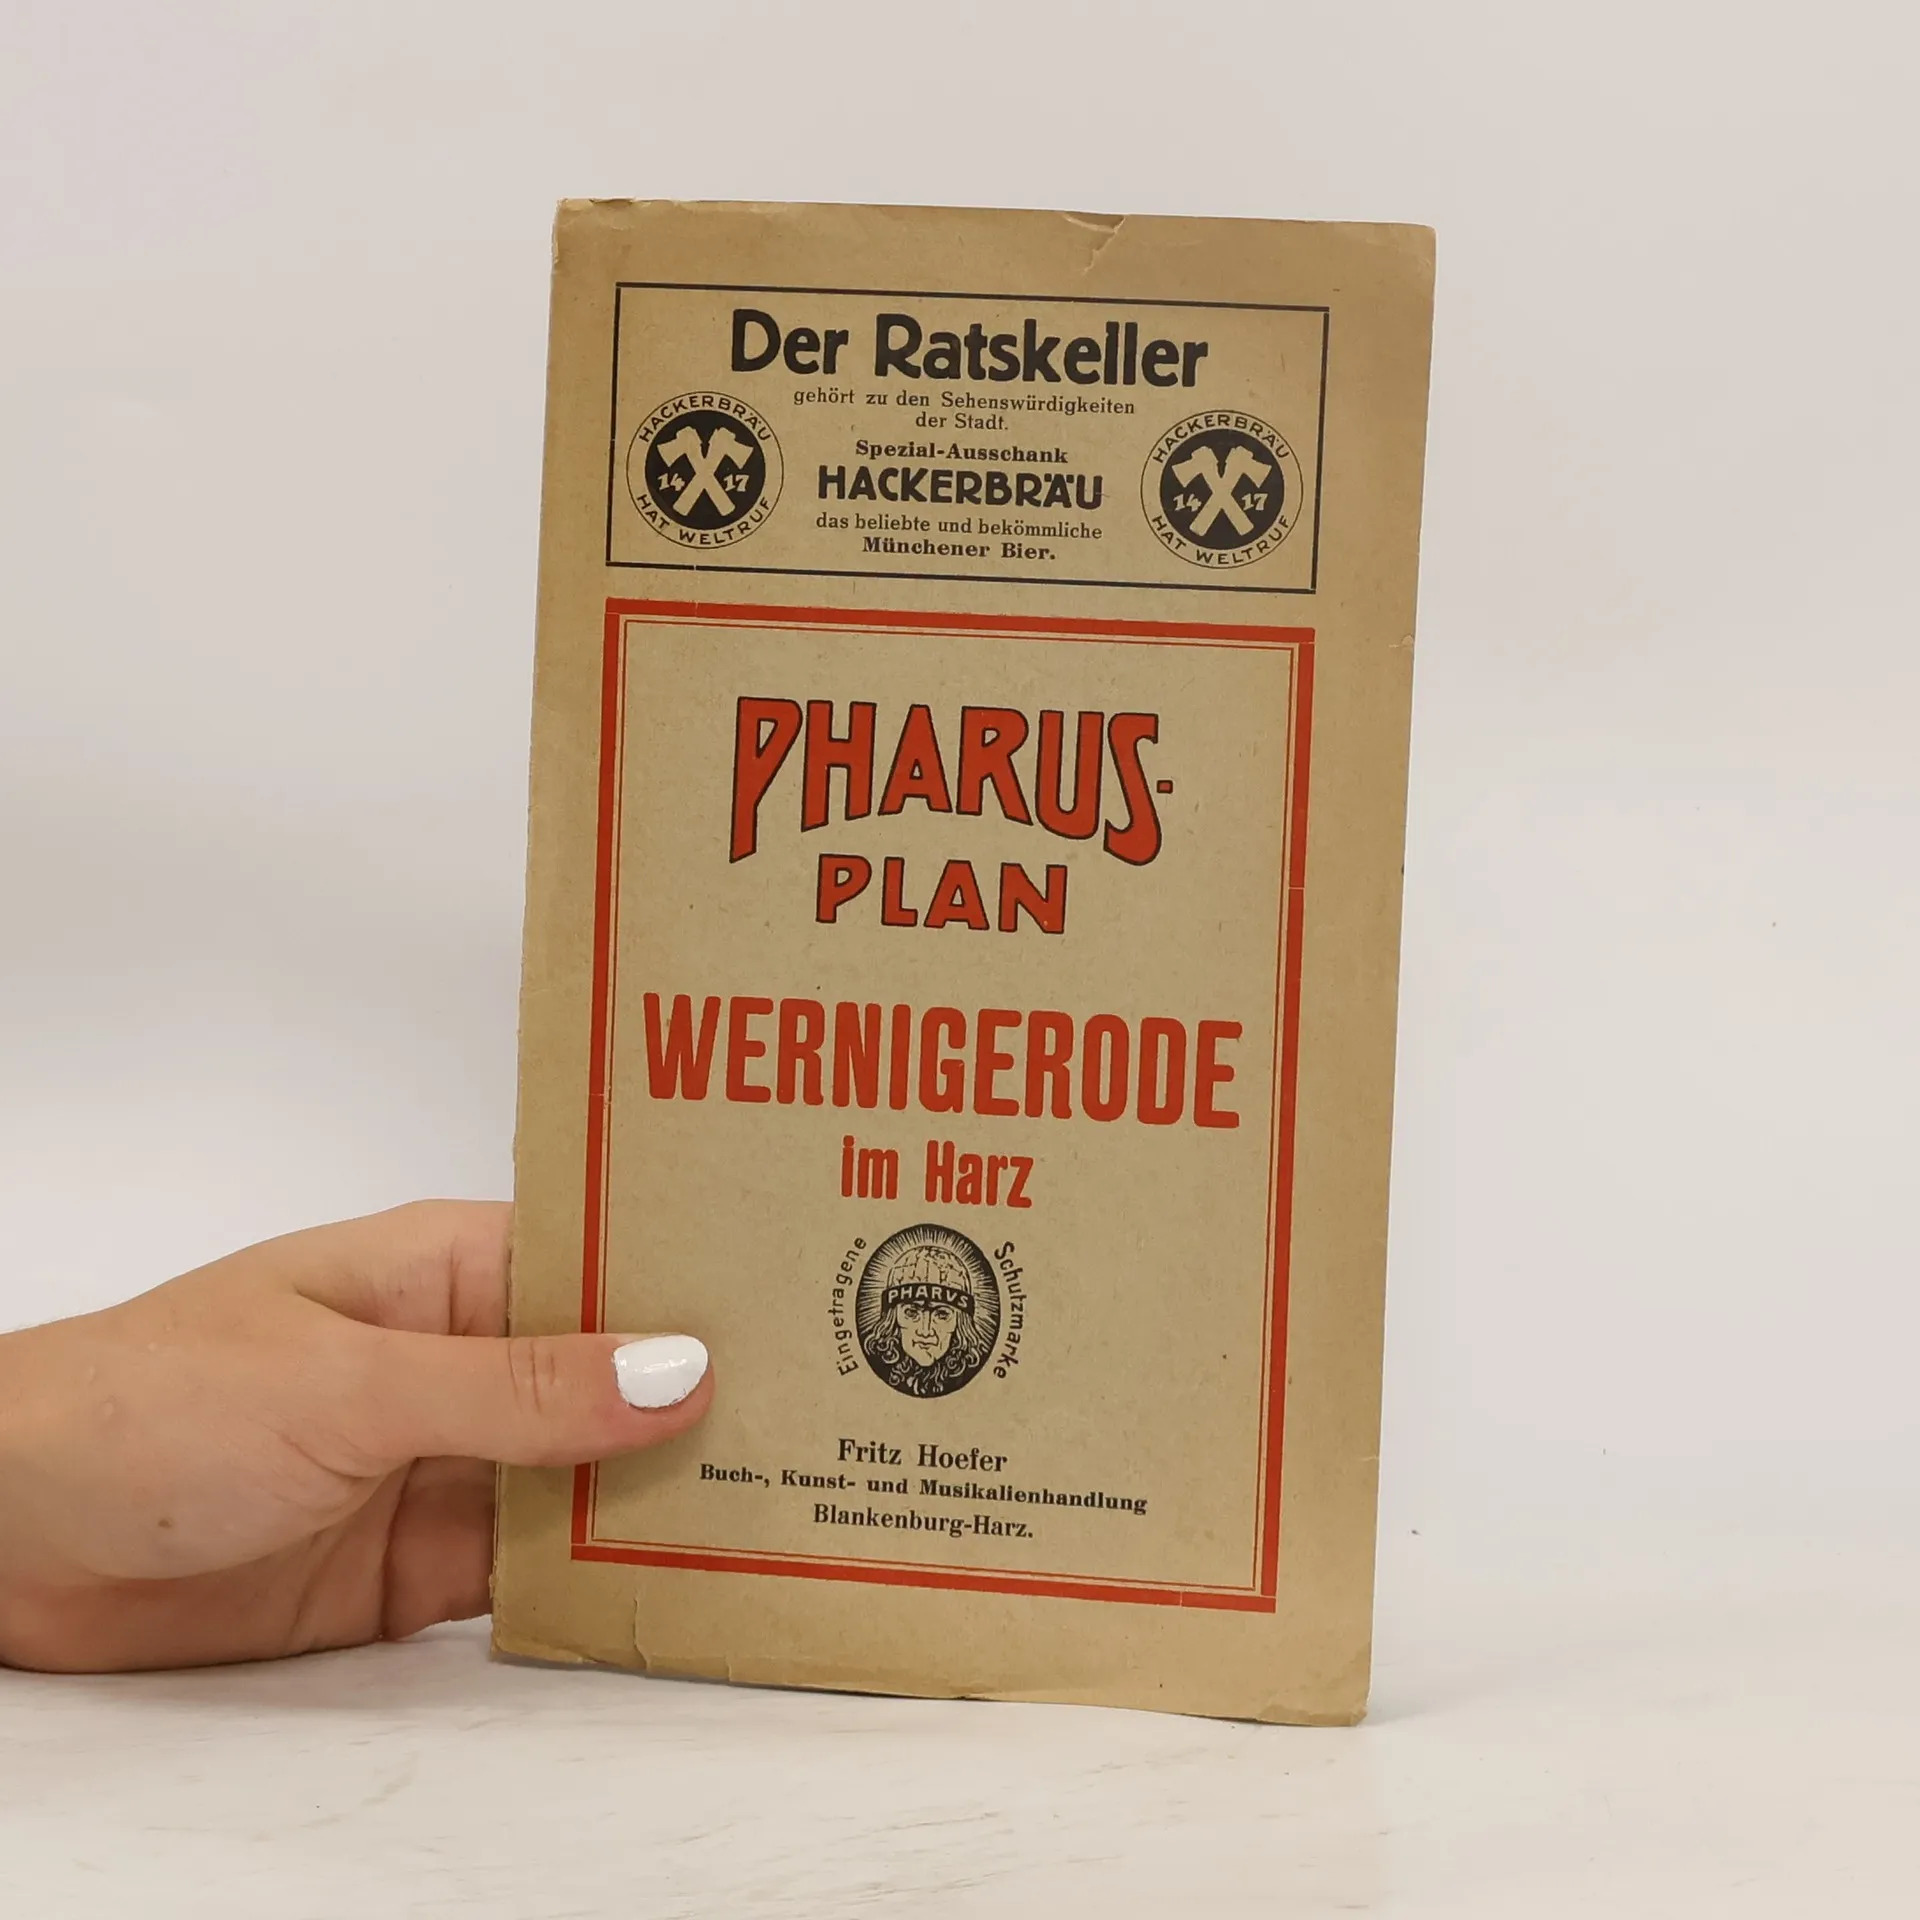 Der Ratskeller
gehört zu den Sehenswürdigkeiten
der Stadt.
Spezial-Ausschank
HACKERBRÄU
das beliebte und bekömmliche
Münchener Bier.
HACKERBRÄU
14 17
HAT WELTRUF
HACKERBRÄU
14 17
HAT WELTRUF
PHARUS-
PLAN
WERNIGERODE
im Harz
Eingetragene
PHARVS
Schutzmarke
Fritz Hoefer
Buch-, Kunst- und Musikalienhandlung
Blankenburg-Harz.